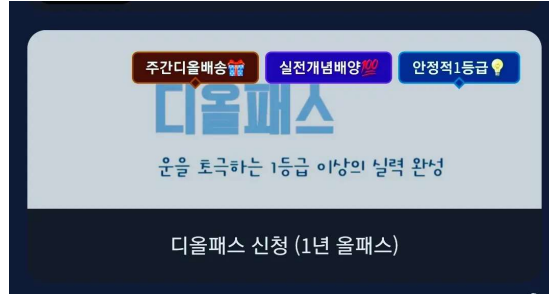 주간디올배송🎁 실전개념배양💯 안정적1등급💡
디올패스
운을 토극하는 1등급 이상의 실력 완성
디올패스 신청 (1년 올패스)